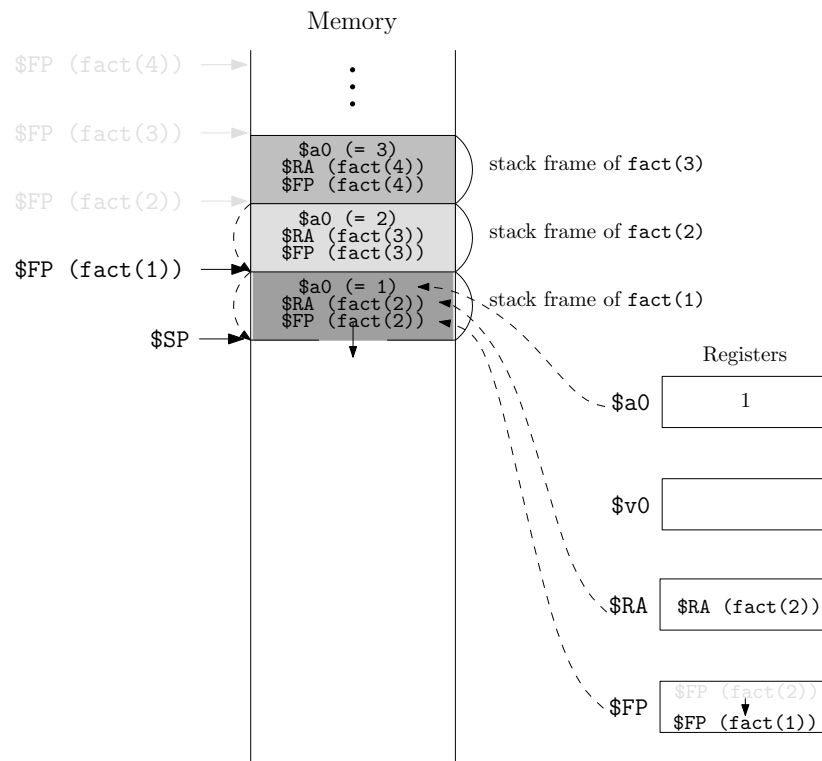 Memory
$FP (fact(4))
$FP (fact(3))
$a0 (= 3)
$RA (fact(4))
$FP (fact(4))
stack frame of fact(3)
$FP (fact(2))
$a0 (= 2)
$RA (fact(3))
$FP (fact(3))
stack frame of fact(2)
$FP (fact(1))
$a0 (= 1)
$RA (fact(2))
$FP (fact(2))
stack frame of fact(1)
$SP
Registers
$a0
1
$v0
$RA
$RA (fact(2))
$FP
$FP (fact(2))
$FP (fact(1))